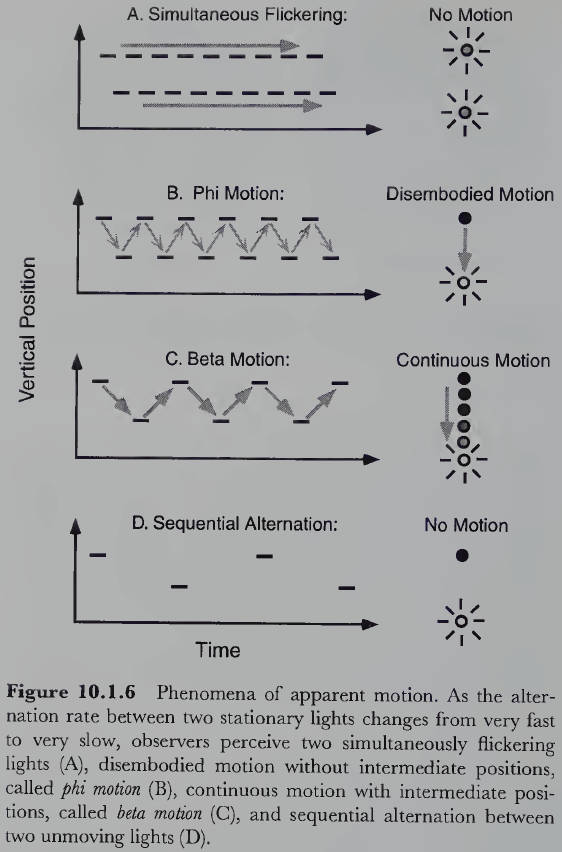 A. Simultaneous Flickering:
No Motion
B. Phi Motion:
Disembodied Motion
C. Beta Motion:
Continuous Motion
D. Sequential Alternation:
No Motion
Vertical Position
Time
Figure 10.1.6 Phenomena of apparent motion. As the alter-
nation rate between two stationary lights changes from very fast
to very slow, observers perceive two simultaneously flickering
lights (A), disembodied motion without intermediate positions,
called phi motion (B), continuous motion with intermediate posi-
tions, called beta motion (C), and sequential alternation between
two unmoving lights (D).